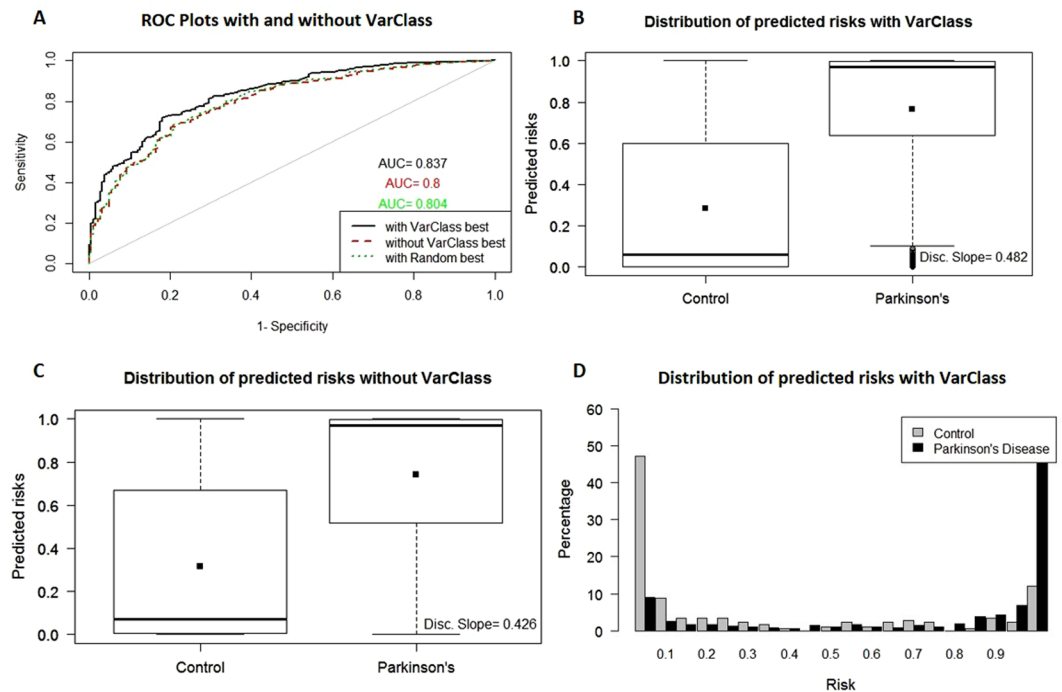 A
ROC Plots with and without VarClass
1.0
0.8
0.6
0.4
0.2
0.0
Sensitivity
AUC= 0.837
AUC= 0.8
AUC= 0.804
with VarClass best
without VarClass best
with Random best
0.0 0.2 0.4 0.6 0.8 1.0
1- Specificity
B
Distribution of predicted risks with VarClass
1.0
0.8
0.6
0.4
0.2
0.0
Predicted risks
Disc. Slope= 0.482
Control Parkinson's
C
Distribution of predicted risks without VarClass
1.0
0.8
0.6
0.4
0.2
0.0
Predicted risks
Disc. Slope= 0.426
Control Parkinson's
D
Distribution of predicted risks with VarClass
60
50
40
30
20
10
0
Percentage
Control
Parkinson's Disease
0.1 0.2 0.3 0.4 0.5 0.6 0.7 0.8 0.9
Risk